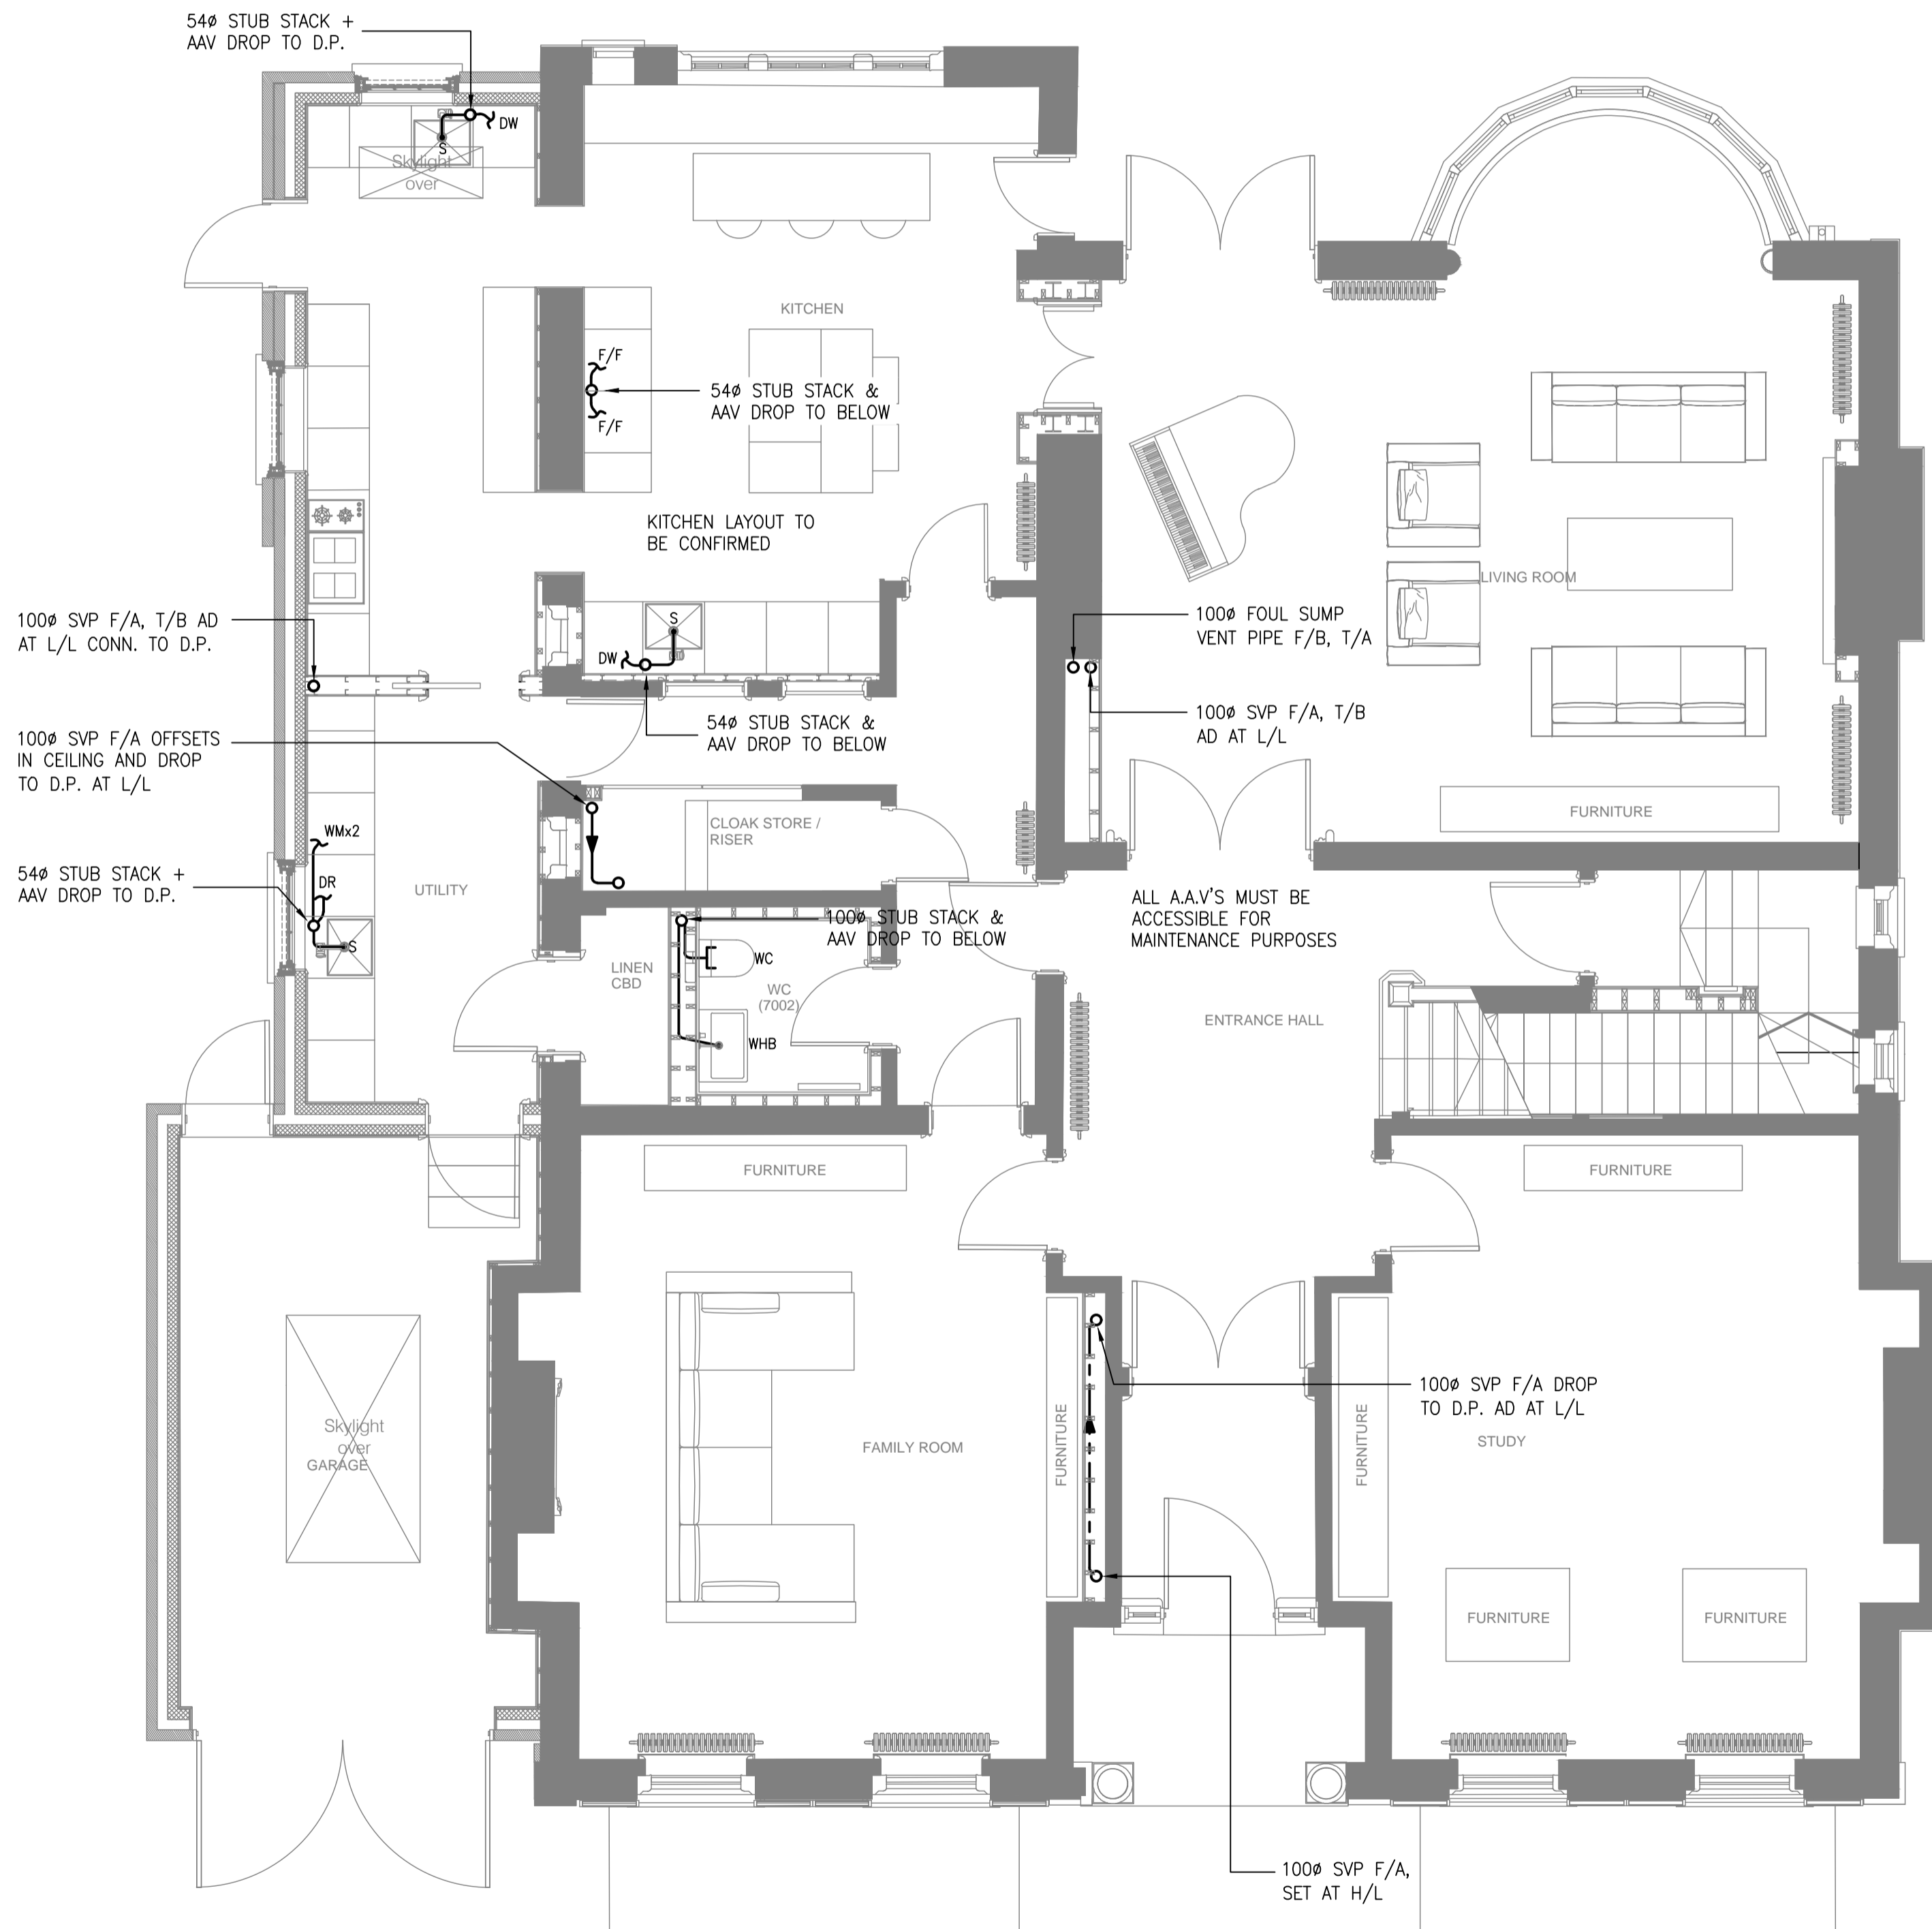 54ø STUB STACK +
AAV DROP TO D.P.
DW
S
Skylight
over
KITCHEN
F/F
F/F
54ø STUB STACK &
AAV DROP TO BELOW
KITCHEN LAYOUT TO
BE CONFIRMED
LIVING ROOM
100ø SVP F/A, T/B AD
AT L/L CONN. TO D.P.
S
DW
100ø FOUL SUMP
VENT PIPE F/B, T/A
100ø SVP F/A, T/B
AD AT L/L
54ø STUB STACK &
AAV DROP TO BELOW
100ø SVP F/A OFFSETS
IN CEILING AND DROP
TO D.P. AT L/L
FURNITURE
CLOAK STORE /
RISER
WMx2
DR
54ø STUB STACK +
AAV DROP TO D.P.
UTILITY
S
100ø STUB STACK &
AAV DROP TO BELOW
ALL A.A.V'S MUST BE
ACCESSIBLE FOR
MAINTENANCE PURPOSES
LINEN
CBD
WC
WC
(7002)
WHB
ENTRANCE HALL
FURNITURE
FURNITURE
100ø SVP F/A DROP
TO D.P. AD AT L/L
STUDY
FURNITURE
FURNITURE
FAMILY ROOM
Skylight
over
GARAGE
FURNITURE
FURNITURE
100ø SVP F/A,
SET AT H/L